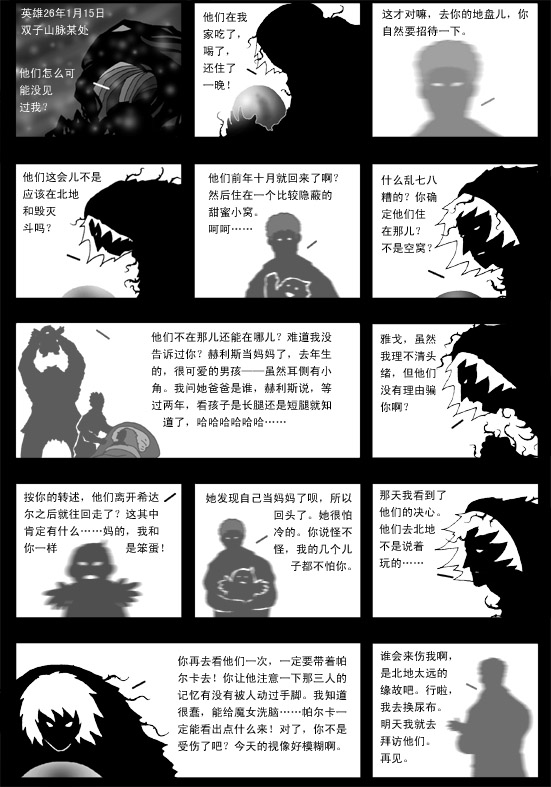 英雄26年1月15日
双子山脉某处
他们怎么可
能没见
过我？
他们在我
家吃了，
喝了，
还住了
一晚！
这才对嘛，去你的地盘儿，你
自然要招待一下。
他们这会儿不是
应该在北地
和毁灭
斗吗？
他们前年十月就回来了啊？
然后住在一个比较隐蔽的
甜蜜小窝。
呵呵……
什么乱七八
糟的？你确
定他们住
在那儿？
不是空窝？
他们不在那儿还能在哪儿？难道我没
告诉过你？赫利斯当妈妈了，去年生
的，很可爱的男孩——虽然耳侧有小
角。我问她爸爸是谁，赫利斯说，等
过两年，看孩子是长腿还是短腿就知
道了，哈哈哈哈哈哈……
雅戈，虽然
我理不清头
绪，但他们
没有理由骗
你啊？
按你的转述，他们离开希达
尔之后就往回走了？这其中
肯定有什么……妈的，我和
你一样是笨蛋！
她发现自己当妈妈了呗，所以
回头了。她很怕
冷的。你说怪不
怪，我的几个儿
子都不怕你。
那天我看到了
他们的决心。
他们去北地
不是说着
玩的……
你再去看他们一次，一定要带着帕
尔卡去！你让他注意一下那三人的
记忆有没有被人动过手脚。我知道
很蠢，能给魔女洗脑……帕尔卡一
定能看出点什么来！对了，你不是
受伤了吧？今天的视像好模糊啊。
谁会来伤我啊，
是北地太远的
缘故吧。行啦，
我去换尿布。
明天我就去
拜访他们。
再见。